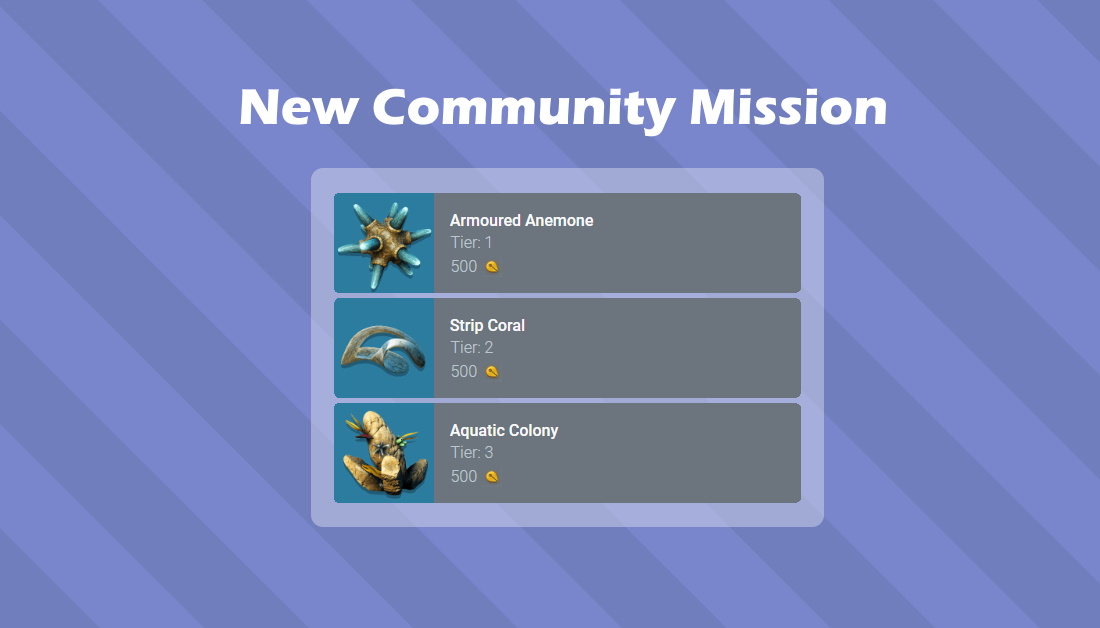 New Community Mission
Armoured Anemone
Tier: 1
500
Strip Coral
Tier: 2
500
Aquatic Colony
Tier: 3
500